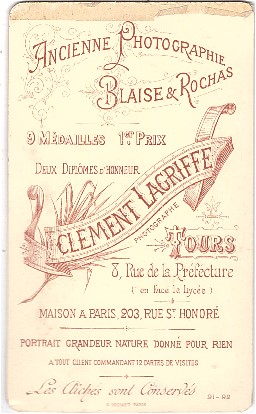 ANCIENNE PHOTOGRAPHIE
BLAISE & ROCHAS
9 MÉDAILLES 1er PRIX
DEUX DIPLÔMES D'HONNEUR
CLEMENT LAGRIFFE
PHOTOGRAPHE
TOURS
8, Rue de la Préfecture
(en face le Lycée)
MAISON A PARIS, 203, RUE ST HONORÉ
PORTRAIT GRANDEUR NATURE DONNÉ POUR RIEN
A TOUT CLIENT COMMANDANT 12 CARTES DE VISITES
Les Clichés sont Conservés
91-92